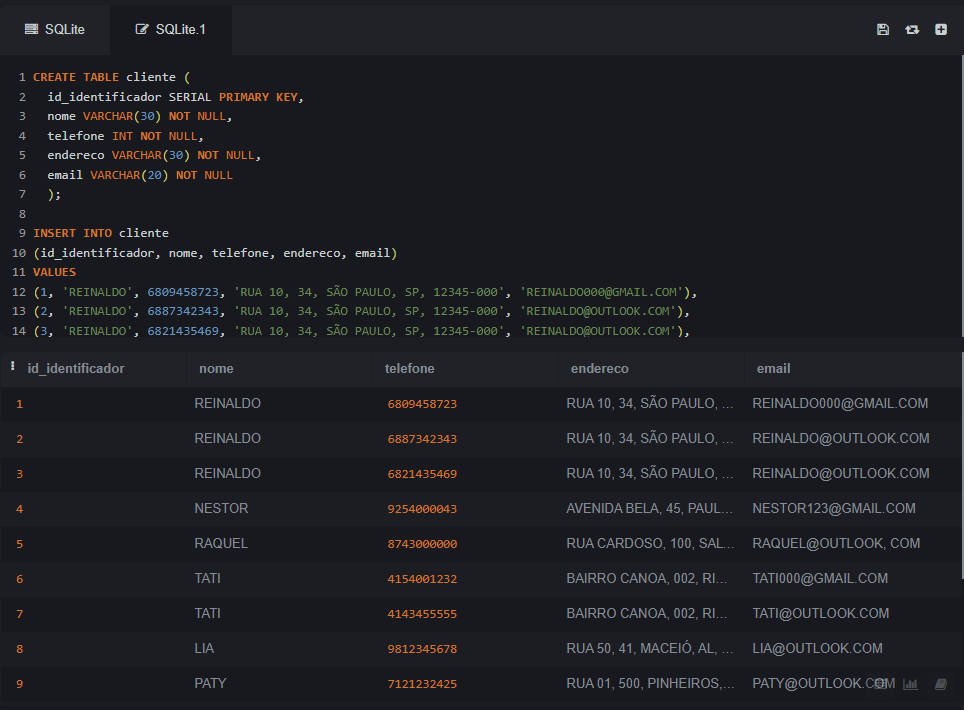 SQLite
SQLite.1
1 CREATE TABLE cliente (
2 id_identificador SERIAL PRIMARY KEY,
3 nome VARCHAR(30) NOT NULL,
4 telefone INT NOT NULL,
5 endereco VARCHAR(30) NOT NULL,
6 email VARCHAR(20) NOT NULL
7 );
8
9 INSERT INTO cliente
10 (id_identificador, nome, telefone, endereco, email)
11 VALUES
12 (1, 'REINALDO', 6809458723, 'RUA 10, 34, SÃO PAULO, SP, 12345-000', 'REINALDO000@GMAIL.COM'),
13 (2, 'REINALDO', 6887342343, 'RUA 10, 34, SÃO PAULO, SP, 12345-000', 'REINALDO@OUTLOOK.COM'),
14 (3, 'REINALDO', 6821435469, 'RUA 10, 34, SÃO PAULO, SP, 12345-000', 'REINALDO@OUTLOOK.COM'),
id_identificador nome telefone endereco email
1 REINALDO 6809458723 RUA 10, 34, SÃO PAULO, ... REINALDO000@GMAIL.COM
2 REINALDO 6887342343 RUA 10, 34, SÃO PAULO, ... REINALDO@OUTLOOK.COM
3 REINALDO 6821435469 RUA 10, 34, SÃO PAULO, ... REINALDO@OUTLOOK.COM
4 NESTOR 9254000043 AVENIDA BELA, 45, PAUL... NESTOR123@GMAIL.COM
5 RAQUEL 8743000000 RUA CARDOSO, 100, SAL... RAQUEL@OUTLOOK, COM
6 TATI 4154001232 BAIRRO CANOA, 002, RI... TATI000@GMAIL.COM
7 TATI 4143455555 BAIRRO CANOA, 002, RI... TATI@OUTLOOK.COM
8 LIA 9812345678 RUA 50, 41, MACEIÓ, AL, ... LIA@OUTLOOK.COM
9 PATY 7121232425 RUA 01, 500, PINHEIROS,... PATY@OUTLOOK.COM